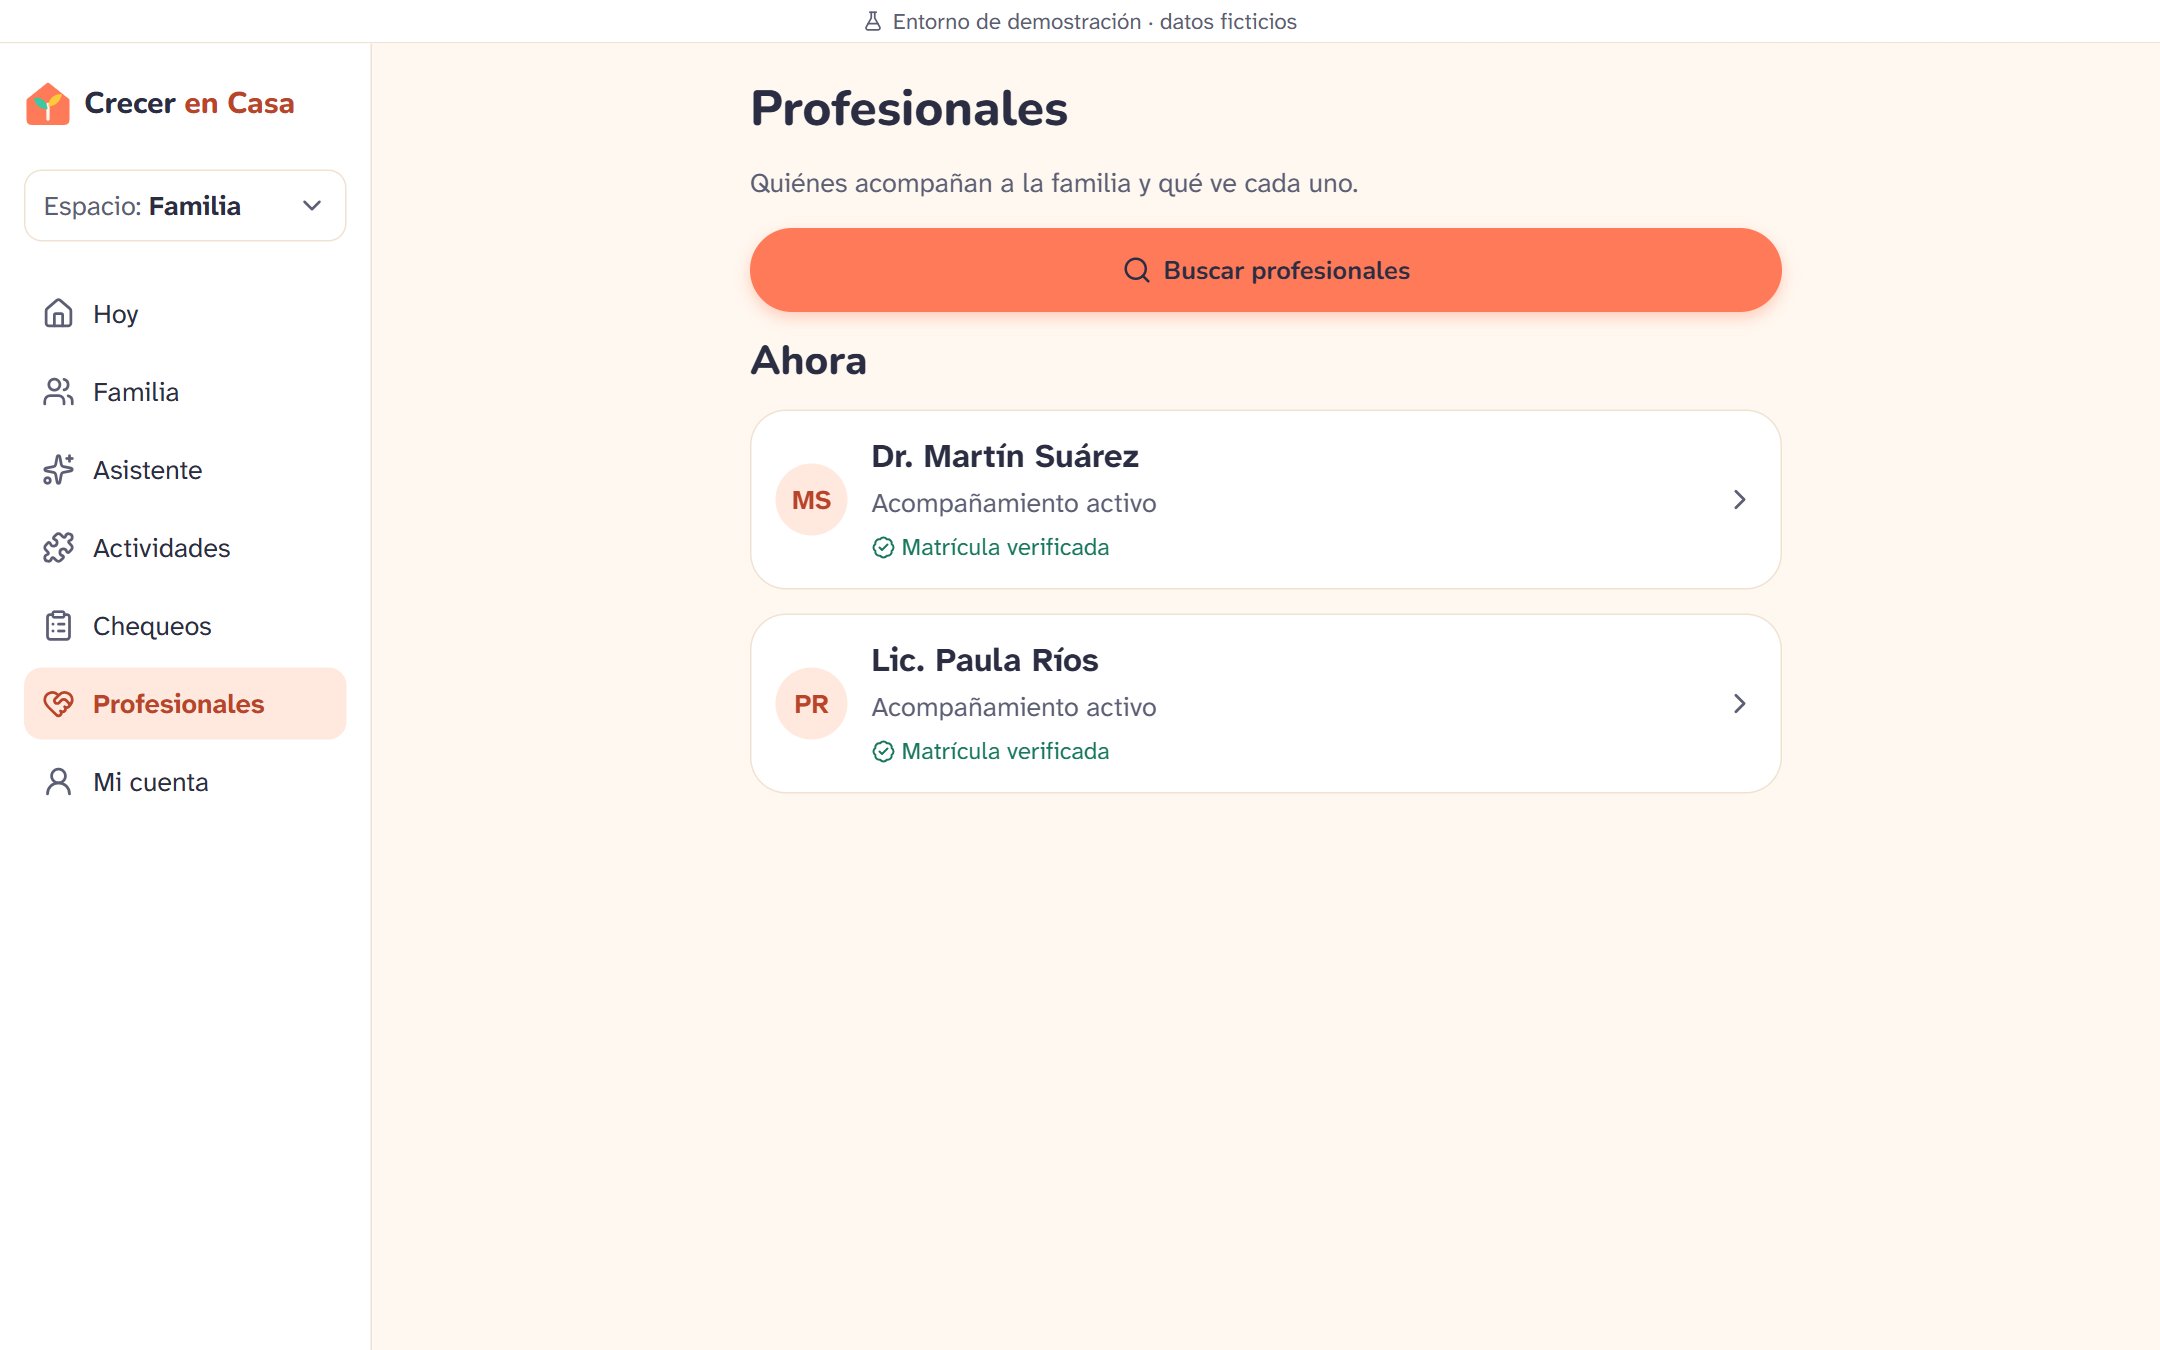 Entorno de demostración · datos ficticios
Crecer en Casa
Espacio: Familia
Hoy
Familia
Asistente
Actividades
Chequeos
Profesionales
Mi cuenta
Profesionales
Quiénes acompañan a la familia y qué ve cada uno.
Buscar profesionales
Ahora
MS
Dr. Martín Suárez
Acompañamiento activo
Matrícula verificada
PR
Lic. Paula Ríos
Acompañamiento activo
Matrícula verificada